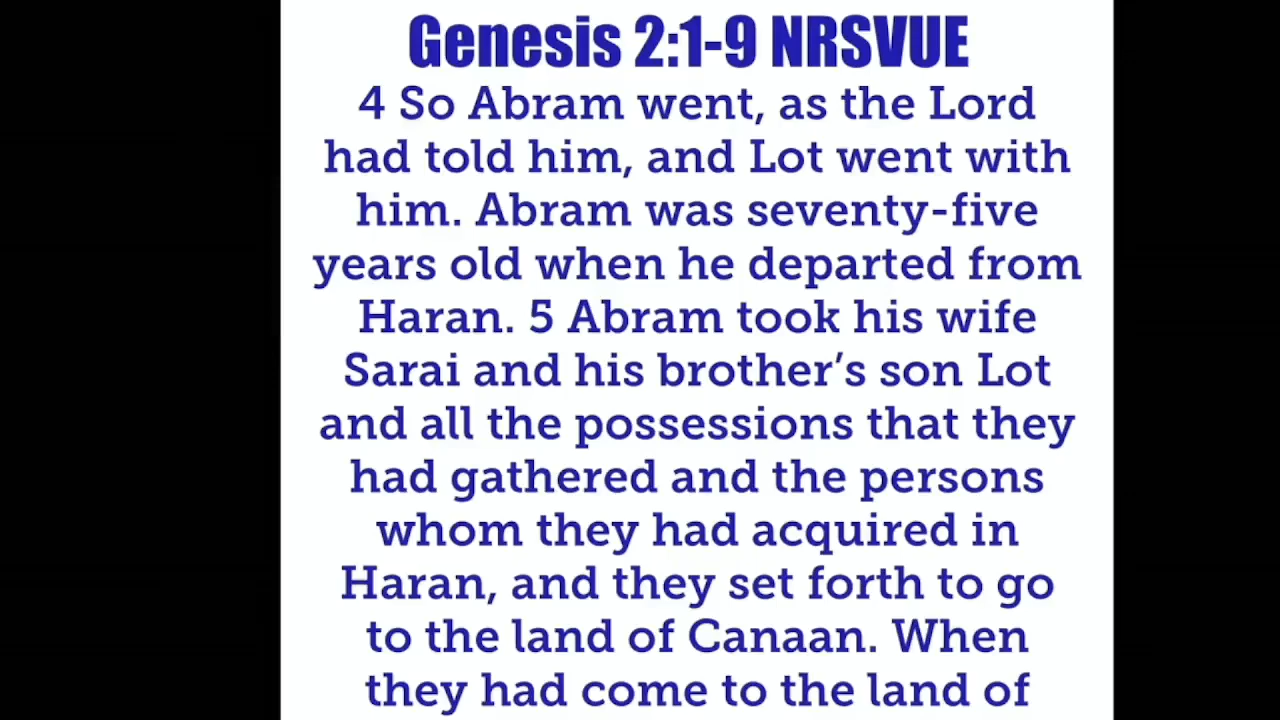 Genesis 2:1-9 NRSVUE
4 So Abram went, as the Lord
had told him, and Lot went with
him. Abram was seventy-five
years old when he departed from
Haran. 5 Abram took his wife
Sarai and his brother’s son Lot
and all the possessions that they
had gathered and the persons
whom they had acquired in
Haran, and they set forth to go
to the land of Canaan. When
they had come to the land of